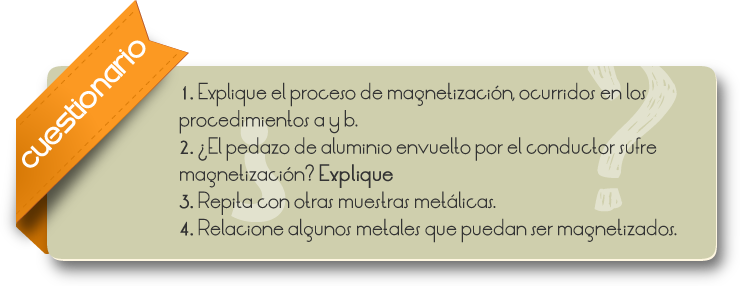 cuestionario
1. Explique el proceso de magnetización, ocurridos en los
procedimientos a y b.
2. ¿El pedazo de aluminio envuelto por el conductor sufre
magnetización? Explique
3. Repita con otras muestras metálicas.
4. Relacione algunos metales que puedan ser magnetizados.